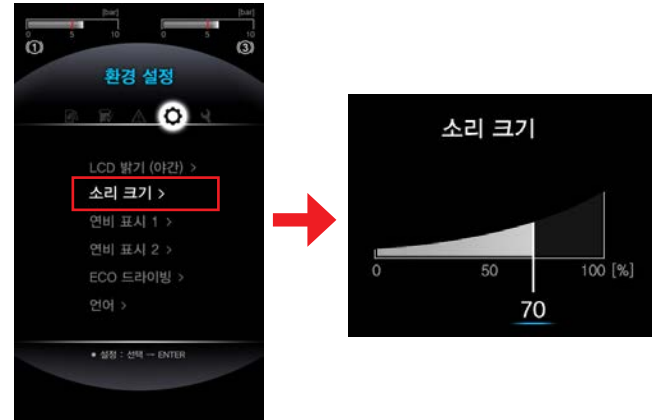 [bar] [bar]
0 5 10 0 5 10
① ③
환경 설정
LCD 밝기 (야간) >
소리 크기 >
연비 표시 1 >
연비 표시 2 >
ECO 드라이빙 >
언어 >
• 설정 : 선택 → ENTER
소리 크기
0 50 100 [%]
70